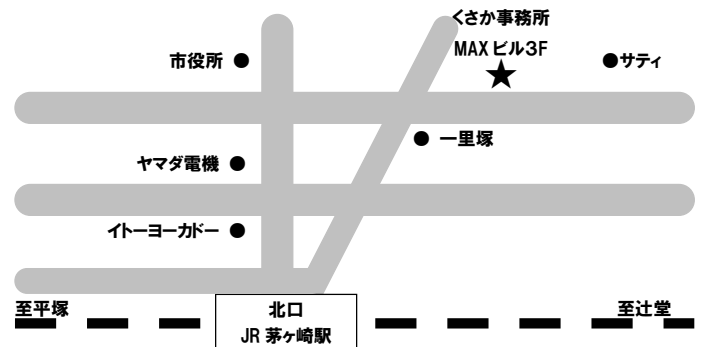 くさか事務所
MAXビル3F
市役所
サティ
一里塚
ヤマダ電機
イトーヨーカドー
至平塚
至辻堂
北口
JR 茅ヶ崎駅